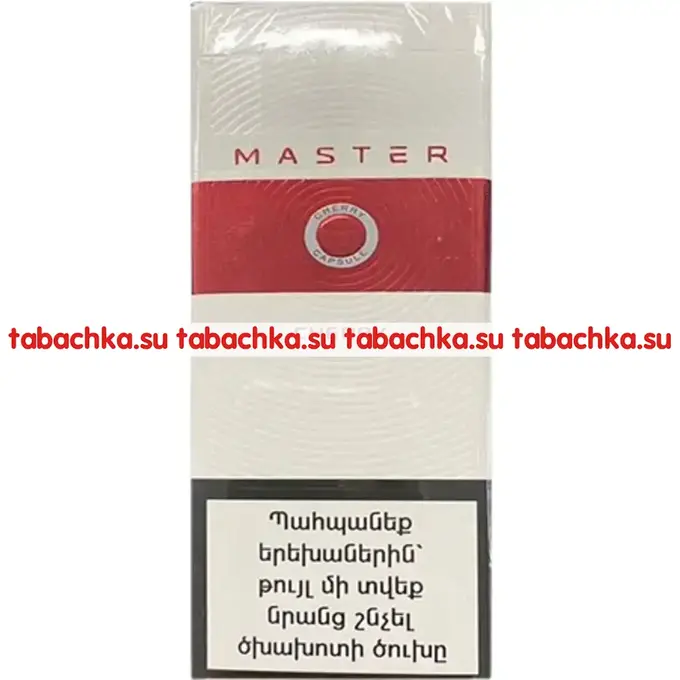 MASTER
CHERRY
CAPSULE
tabachka.su tabachka.su tabachka.su tabachka.su
Պահպանեք
երեխաներին՝
թույլ մի տվեք
նրանց շնչել
ծխախոտի ծուխը